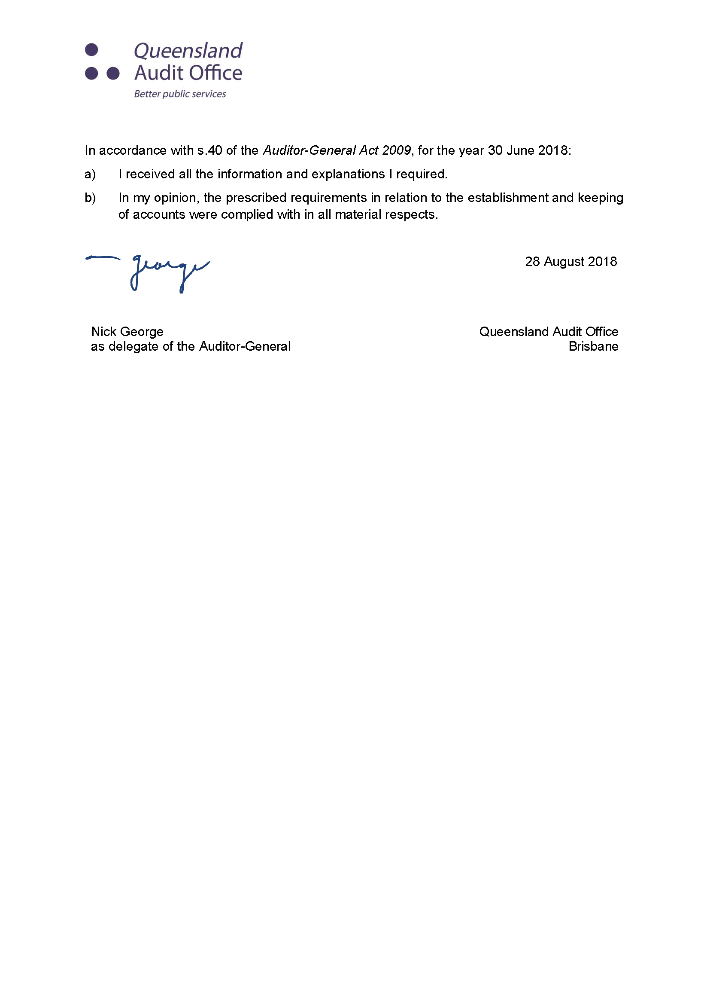 Queensland
Audit Office
Better public services
In accordance with s.40 of the Auditor-General Act 2009, for the year 30 June 2018:
a) I received all the information and explanations I required.
b) In my opinion, the prescribed requirements in relation to the establishment and keeping
of accounts were complied with in all material respects.
george
28 August 2018
Nick George
Queensland Audit Office
as delegate of the Auditor-General
Brisbane